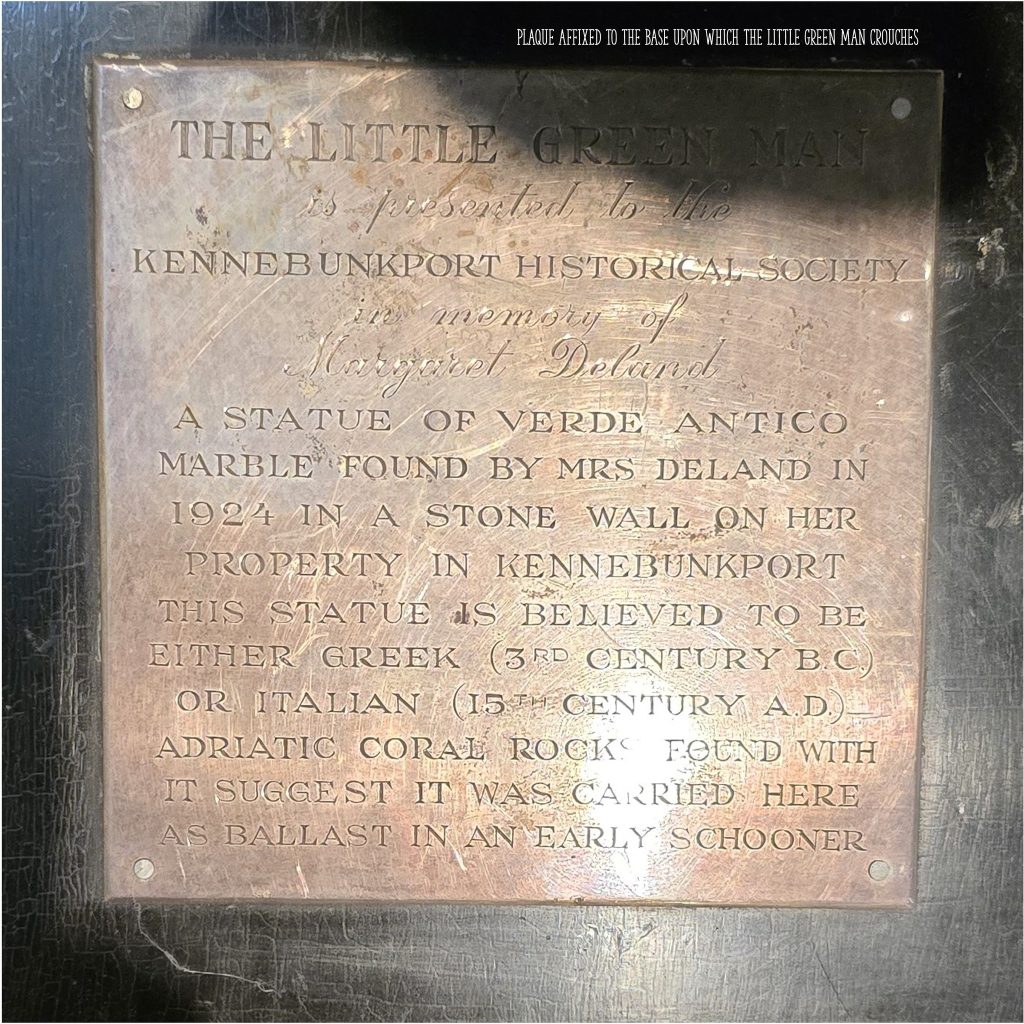 PLAQUE AFFIXED TO THE BASE UPON WHICH THE LITTLE GREEN MAN CROUCHES
THE LITTLE GREEN MAN
is presented to the
KENNEBUNKPORT HISTORICAL SOCIETY
in memory of
Margaret Deland
A STATUE OF VERDE ANTICO
MARBLE FOUND BY MRS DELAND IN
1924 IN A STONE WALL ON HER
PROPERTY IN KENNEBUNKPORT
THIS STATUE IS BELIEVED TO BE
EITHER GREEK (3RD CENTURY B.C.)
OR ITALIAN (15TH CENTURY A.D.)—
ADRIATIC CORAL ROCKS FOUND WITH
IT SUGGEST IT WAS CARRIED HERE
AS BALLAST IN AN EARLY SCHOONER